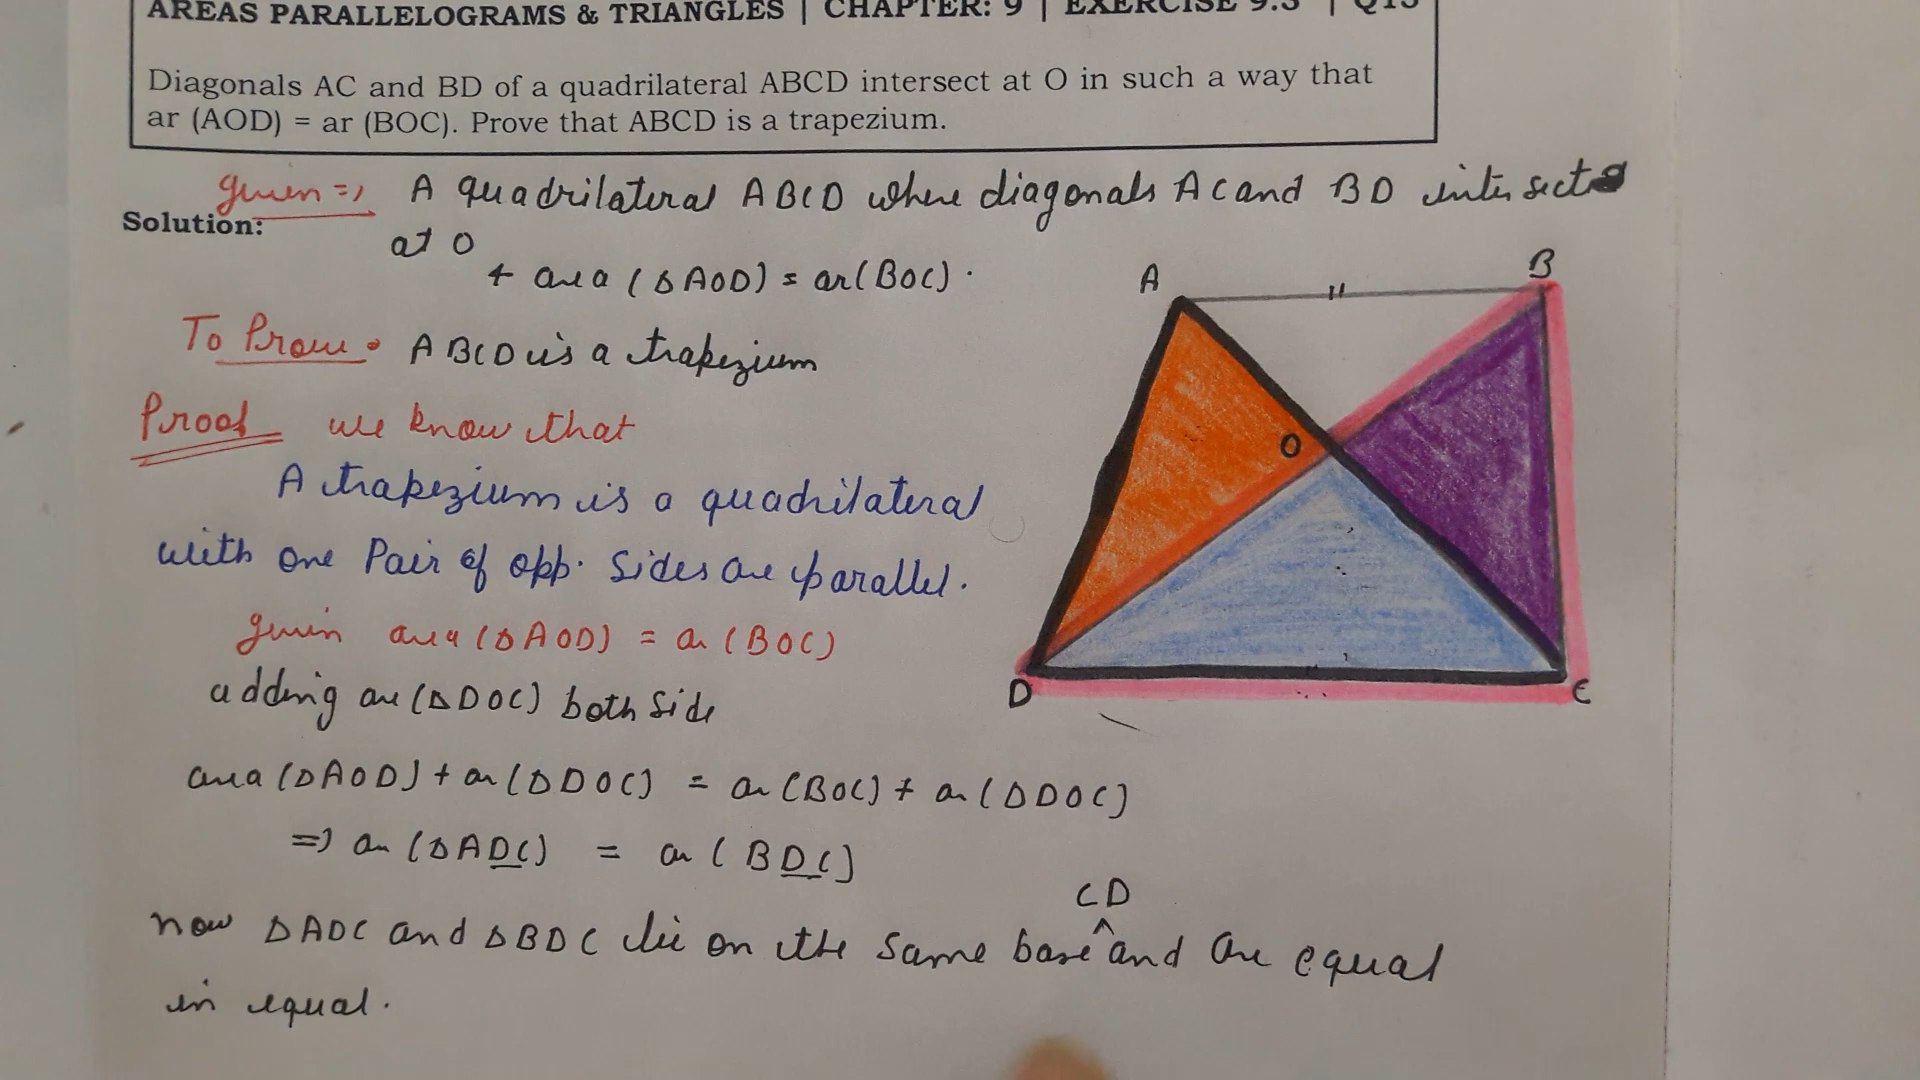 AREAS PARALLELOGRAMS & TRIANGLES | CHAPTER: 9 | EXERCISE 9.3 | Q15
Diagonals AC and BD of a quadrilateral ABCD intersect at O in such a way that
ar (AOD) = ar (BOC). Prove that ABCD is a trapezium.
given => A quadrilateral ABCD where diagonals AC and BD intersect
Solution:
at O
+ area (ΔAOD) = ar(BOC).
A
B
To Prove. ABCD is a trapezium
Proof we know that
O
A trapezium is a quadrilateral
with one Pair of opp. Sides are parallel.
given area (ΔAOD) = ar (BOC)
D
C
adding ar (ΔDOC) both side
area (ΔAOD) + ar (ΔDOC) = ar (BOC) + ar (ΔDOC)
=> ar (ΔADC) = ar (BDC)
CD
now ΔADC and ΔBDC lie on the same base ^ and are equal
in equal.